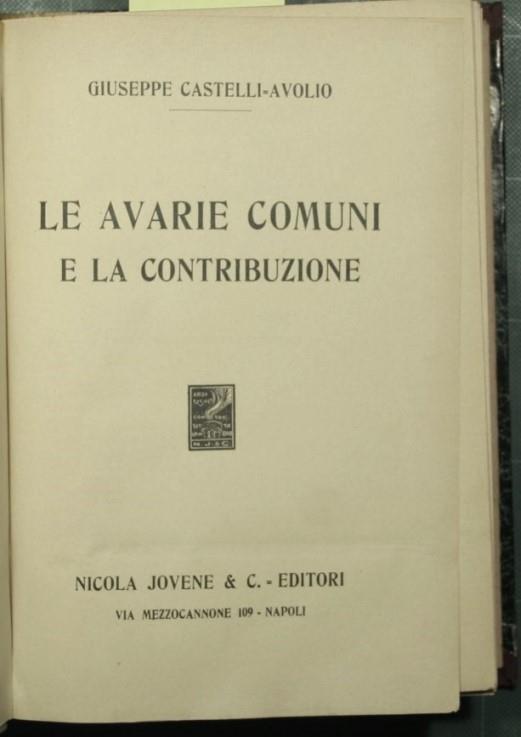 GIUSEPPE CASTELLI-AVOLIO
LE AVARIE COMUNI
E LA CONTRIBUZIONE
N. J. & C.
NICOLA JOVENE & C. - EDITORI
VIA MEZZOCANNONE 109 - NAPOLI